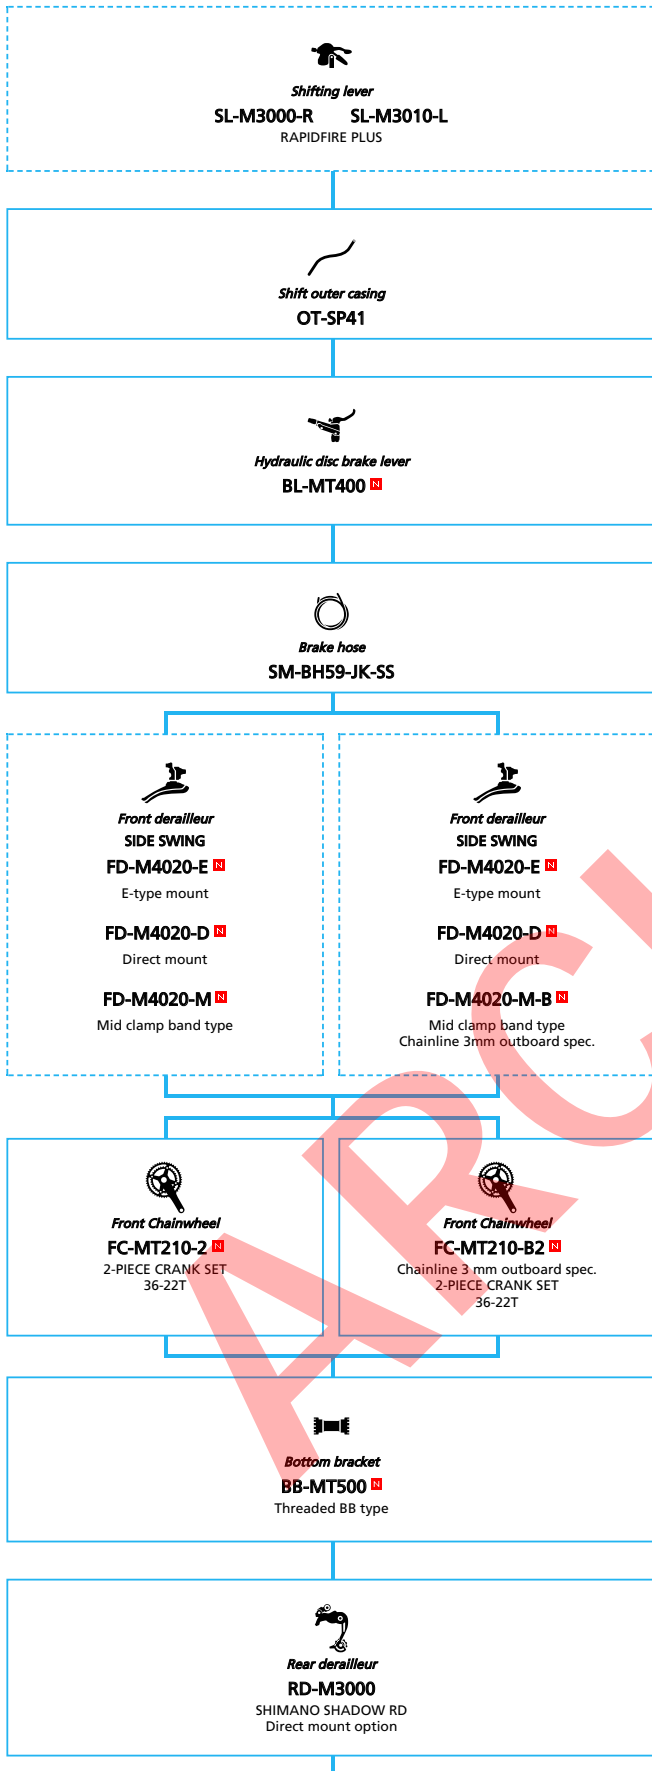 Shifting lever
SL-M3000-R SL-M3010-L
RAPIDFIRE PLUS
Shift outer casing
OT-SP41
Hydraulic disc brake lever
BL-MT400 N
Brake hose
SM-BH59-JK-SS
Front derailleur
SIDE SWING
FD-M4020-E N
E-type mount
FD-M4020-D N
Direct mount
FD-M4020-M N
Mid clamp band type
Front derailleur
SIDE SWING
FD-M4020-E N
E-type mount
FD-M4020-D N
Direct mount
FD-M4020-M-B N
Mid clamp band type
Chainline 3mm outboard spec.
Front Chainwheel
FC-MT210-2 N
2-PIECE CRANK SET
36-22T
Front Chainwheel
FC-MT210-B2 N
Chainline 3 mm outboard spec.
2-PIECE CRANK SET
36-22T
Bottom bracket
BB-MT500 N
Threaded BB type
Rear derailleur
RD-M3000
SHIMANO SHADOW RD
Direct mount option